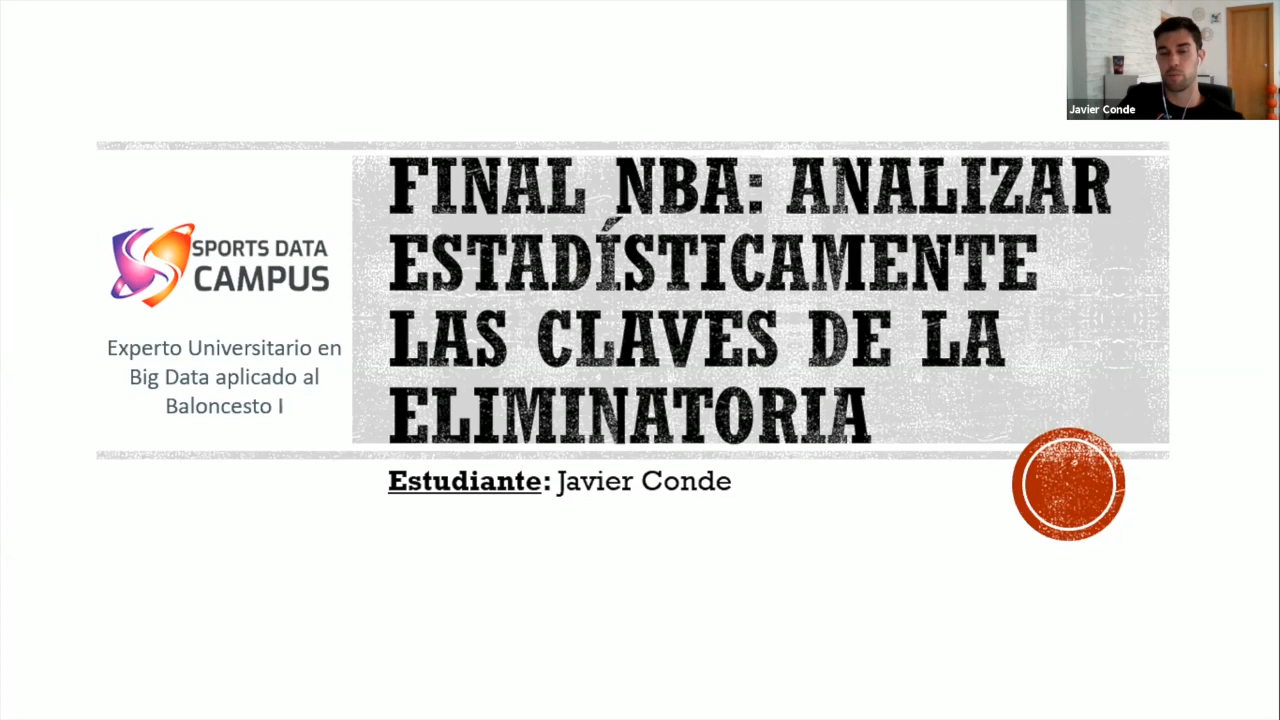 Javier Conde
SPORTS DATA
CAMPUS
Experto Universitario en
Big Data aplicado al
Baloncesto I
FINAL NBA: ANALIZAR
ESTADÍSTICAMENTE
LAS CLAVES DE LA
ELIMINATORIA
Estudiante: Javier Conde